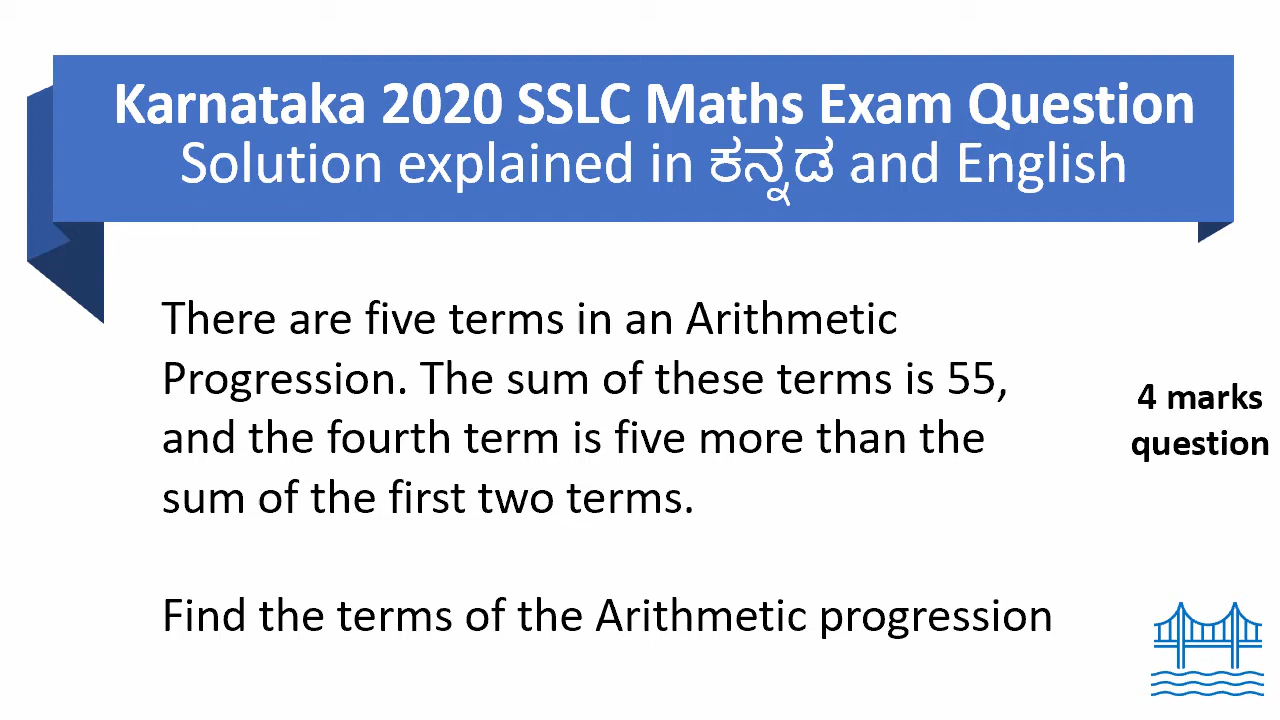 Karnataka 2020 SSLC Maths Exam Question
Solution explained in ಕನ್ನಡ and English
There are five terms in an Arithmetic
Progression. The sum of these terms is 55,
and the fourth term is five more than the
sum of the first two terms.
4 marks
question
Find the terms of the Arithmetic progression